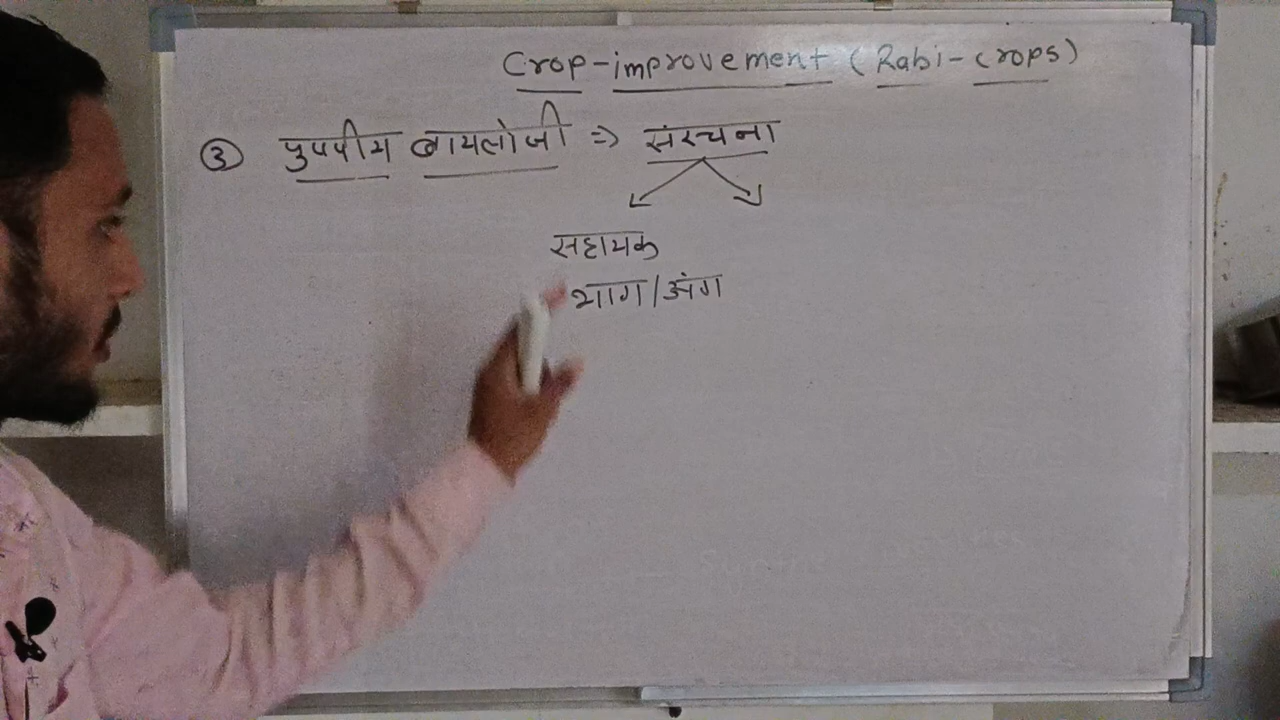 Crop-improvement (Rabi-crops)
③ पुष्पीय बायलोजी => संरचना
सहायक
भाग/अंग